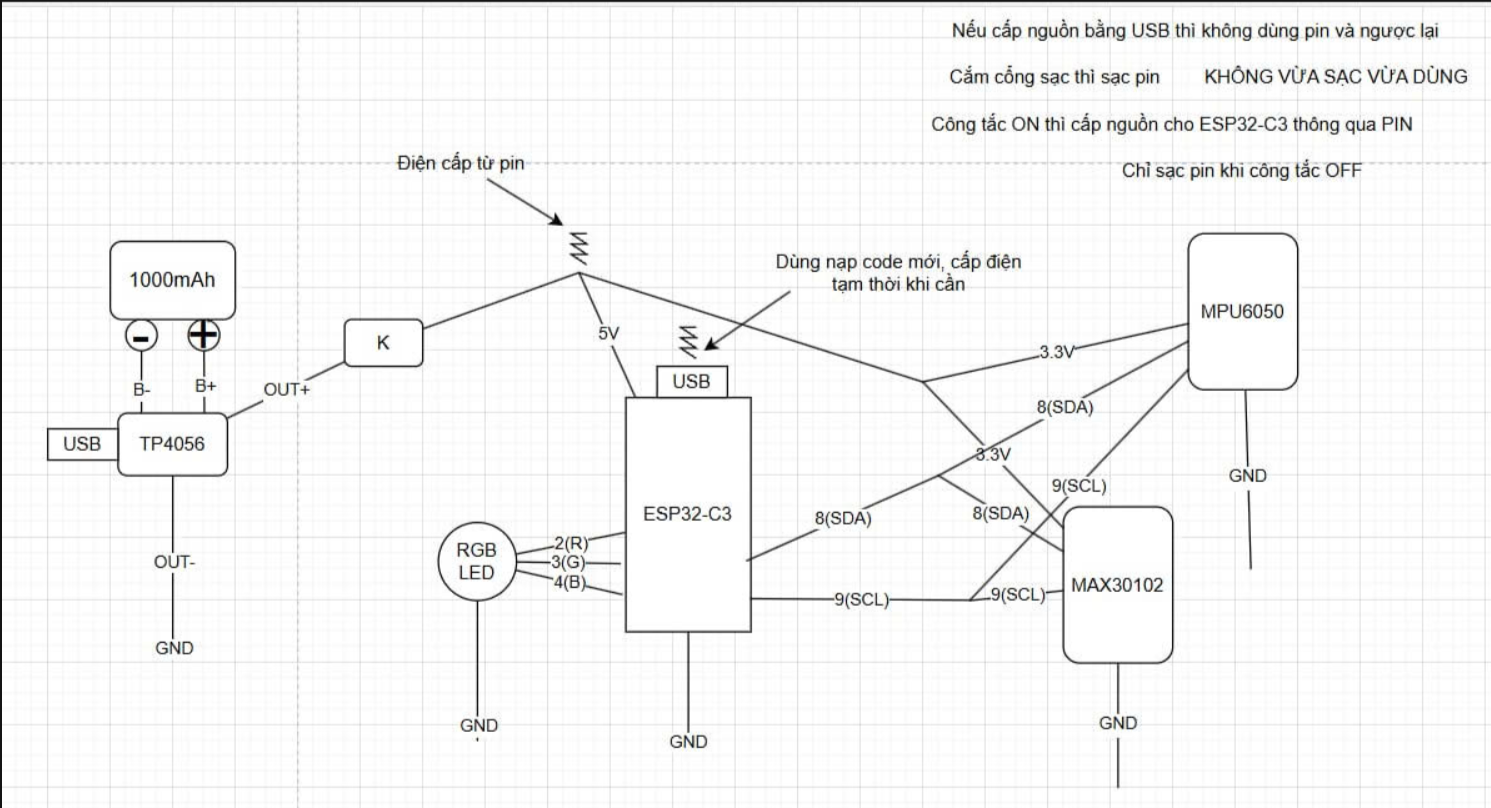 Nếu cấp nguồn bằng USB thì không dùng pin và ngược lại
Cắm cổng sạc thì sạc pin
KHÔNG VỪA SẠC VỪA DÙNG
Công tắc ON thì cấp nguồn cho ESP32-C3 thông qua PIN
Chỉ sạc pin khi công tắc OFF
Điện cấp từ pin
Dùng nạp code mới, cấp điện
tạm thời khi cần
1000mAh
-
+
B-
B+
OUT+
K
5V
USB
USB
TP4056
OUT-
GND
ESP32-C3
RGB
LED
2(R)
3(G)
4(B)
GND
GND
8(SDA)
9(SCL)
3.3V
8(SDA)
3.3V
9(SCL)
8(SDA)
9(SCL)
MPU6050
GND
MAX30102
GND